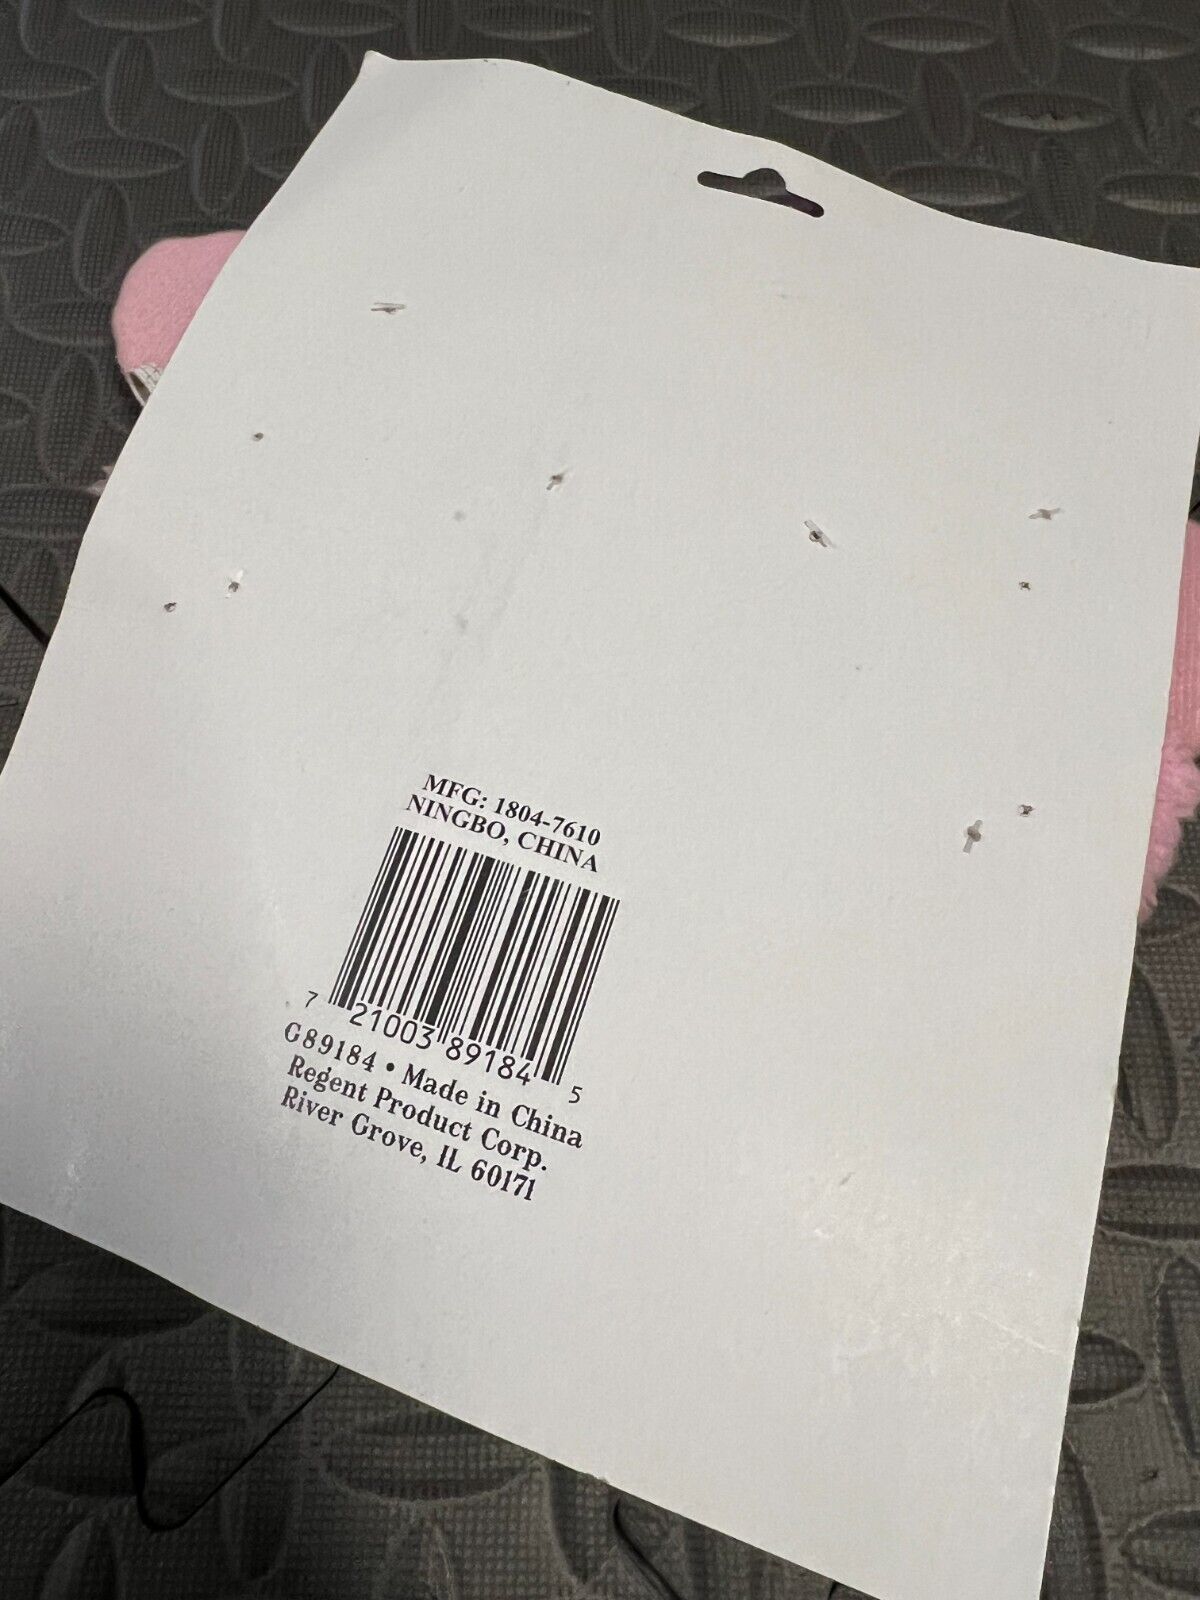 MFG: 1804-7610
NINGBO, CHINA
7 21003 89184 5
G89184 • Made in China
Regent Product Corp.
River Grove, IL 60171